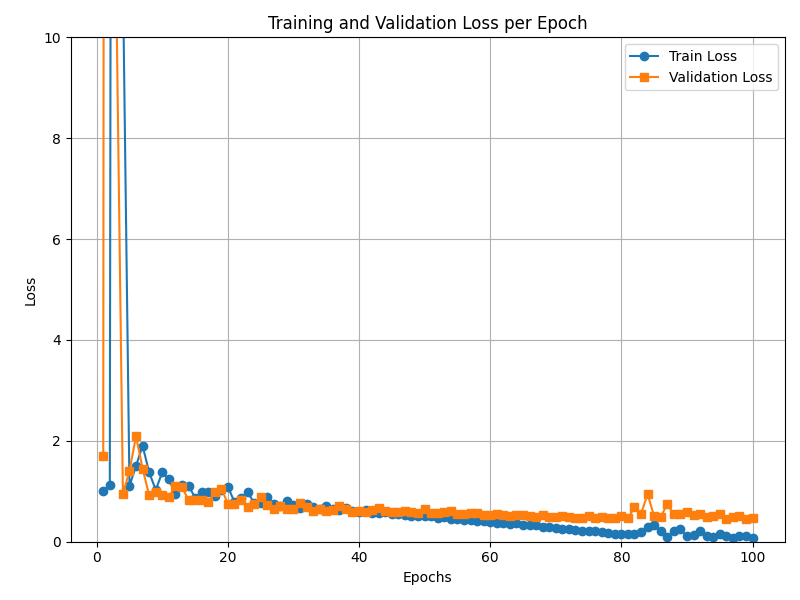 Training and Validation Loss per Epoch
Train Loss
Validation Loss
10
8
6
4
2
0
Loss
0 20 40 60 80 100
Epochs